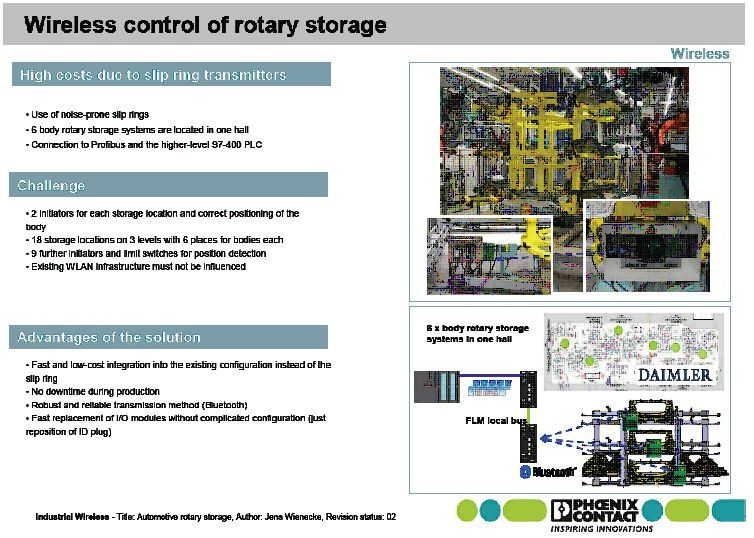 Wireless control of rotary storage
Wireless
High costs due to slip ring transmitters
• Use of noise-prone slip rings
• 6 body rotary storage systems are located in one hall
• Connection to Profibus and the higher-level S7-400 PLC
Challenge
• 2 initiators for each storage location and correct positioning of the
body
• 18 storage locations on 3 levels with 6 places for bodies each
• 9 further initiators and limit switches for position detection
• Existing WLAN infrastructure must not be influenced
Advantages of the solution
• Fast and low-cost integration into the existing configuration instead of the
slip ring
• No downtime during production
• Robust and reliable transmission method (Bluetooth)
• Fast replacement of I/O modules without complicated configuration (just
reposition of ID plug)
6 x body rotary storage
systems in one hall
DAIMLER
FLM local bus
Bluetooth
Industrial Wireless - Title: Automotive rotary storage, Author: Jens Wienecke, Revision status: 02
PHŒNIX
CONTACT
INSPIRING INNOVATIONS